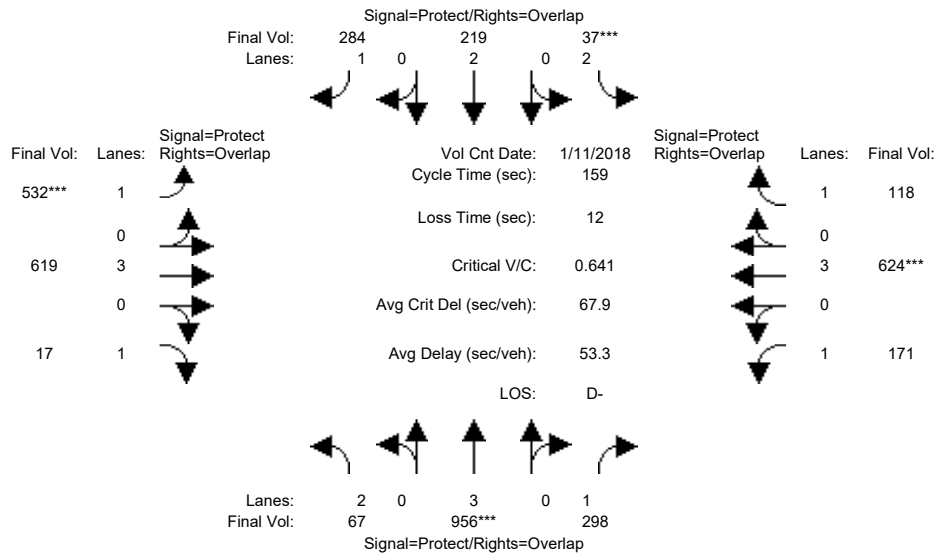 Signal=Protect/Rights=Overlap
Final Vol: 284 219 37***
Lanes: 1 0 2 0 2
Signal=Protect Signal=Protect
Final Vol: Lanes: Rights=Overlap Vol Cnt Date: 1/11/2018 Rights=Overlap Lanes: Final Vol:
Cycle Time (sec): 159
532*** 1 1 118
Loss Time (sec): 12
0 0
619 3 Critical V/C: 0.641 3 624***
0 Avg Crit Del (sec/veh): 67.9 0
17 1 Avg Delay (sec/veh): 53.3 1 171
LOS: D-
Lanes: 2 0 3 0 1
Final Vol: 67 956*** 298
Signal=Protect/Rights=Overlap